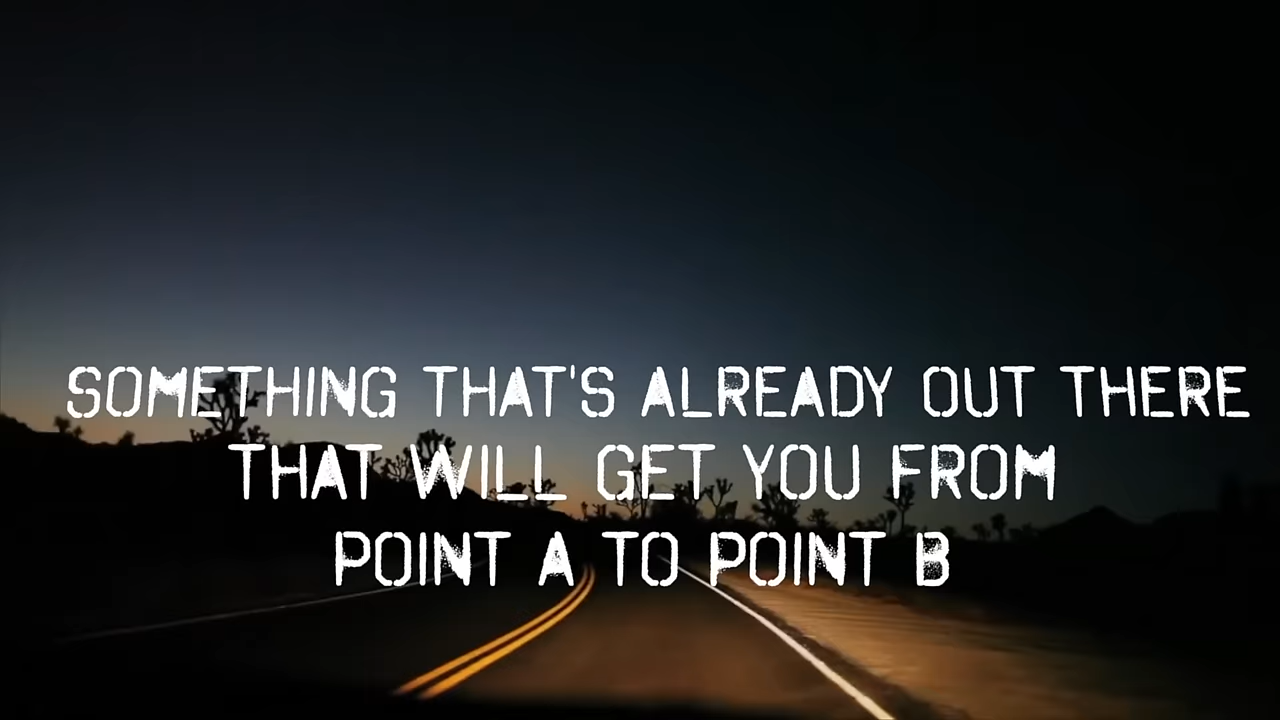 SOMETHING THAT'S ALREADY OUT THERE
THAT WILL GET YOU FROM
POINT A TO POINT B